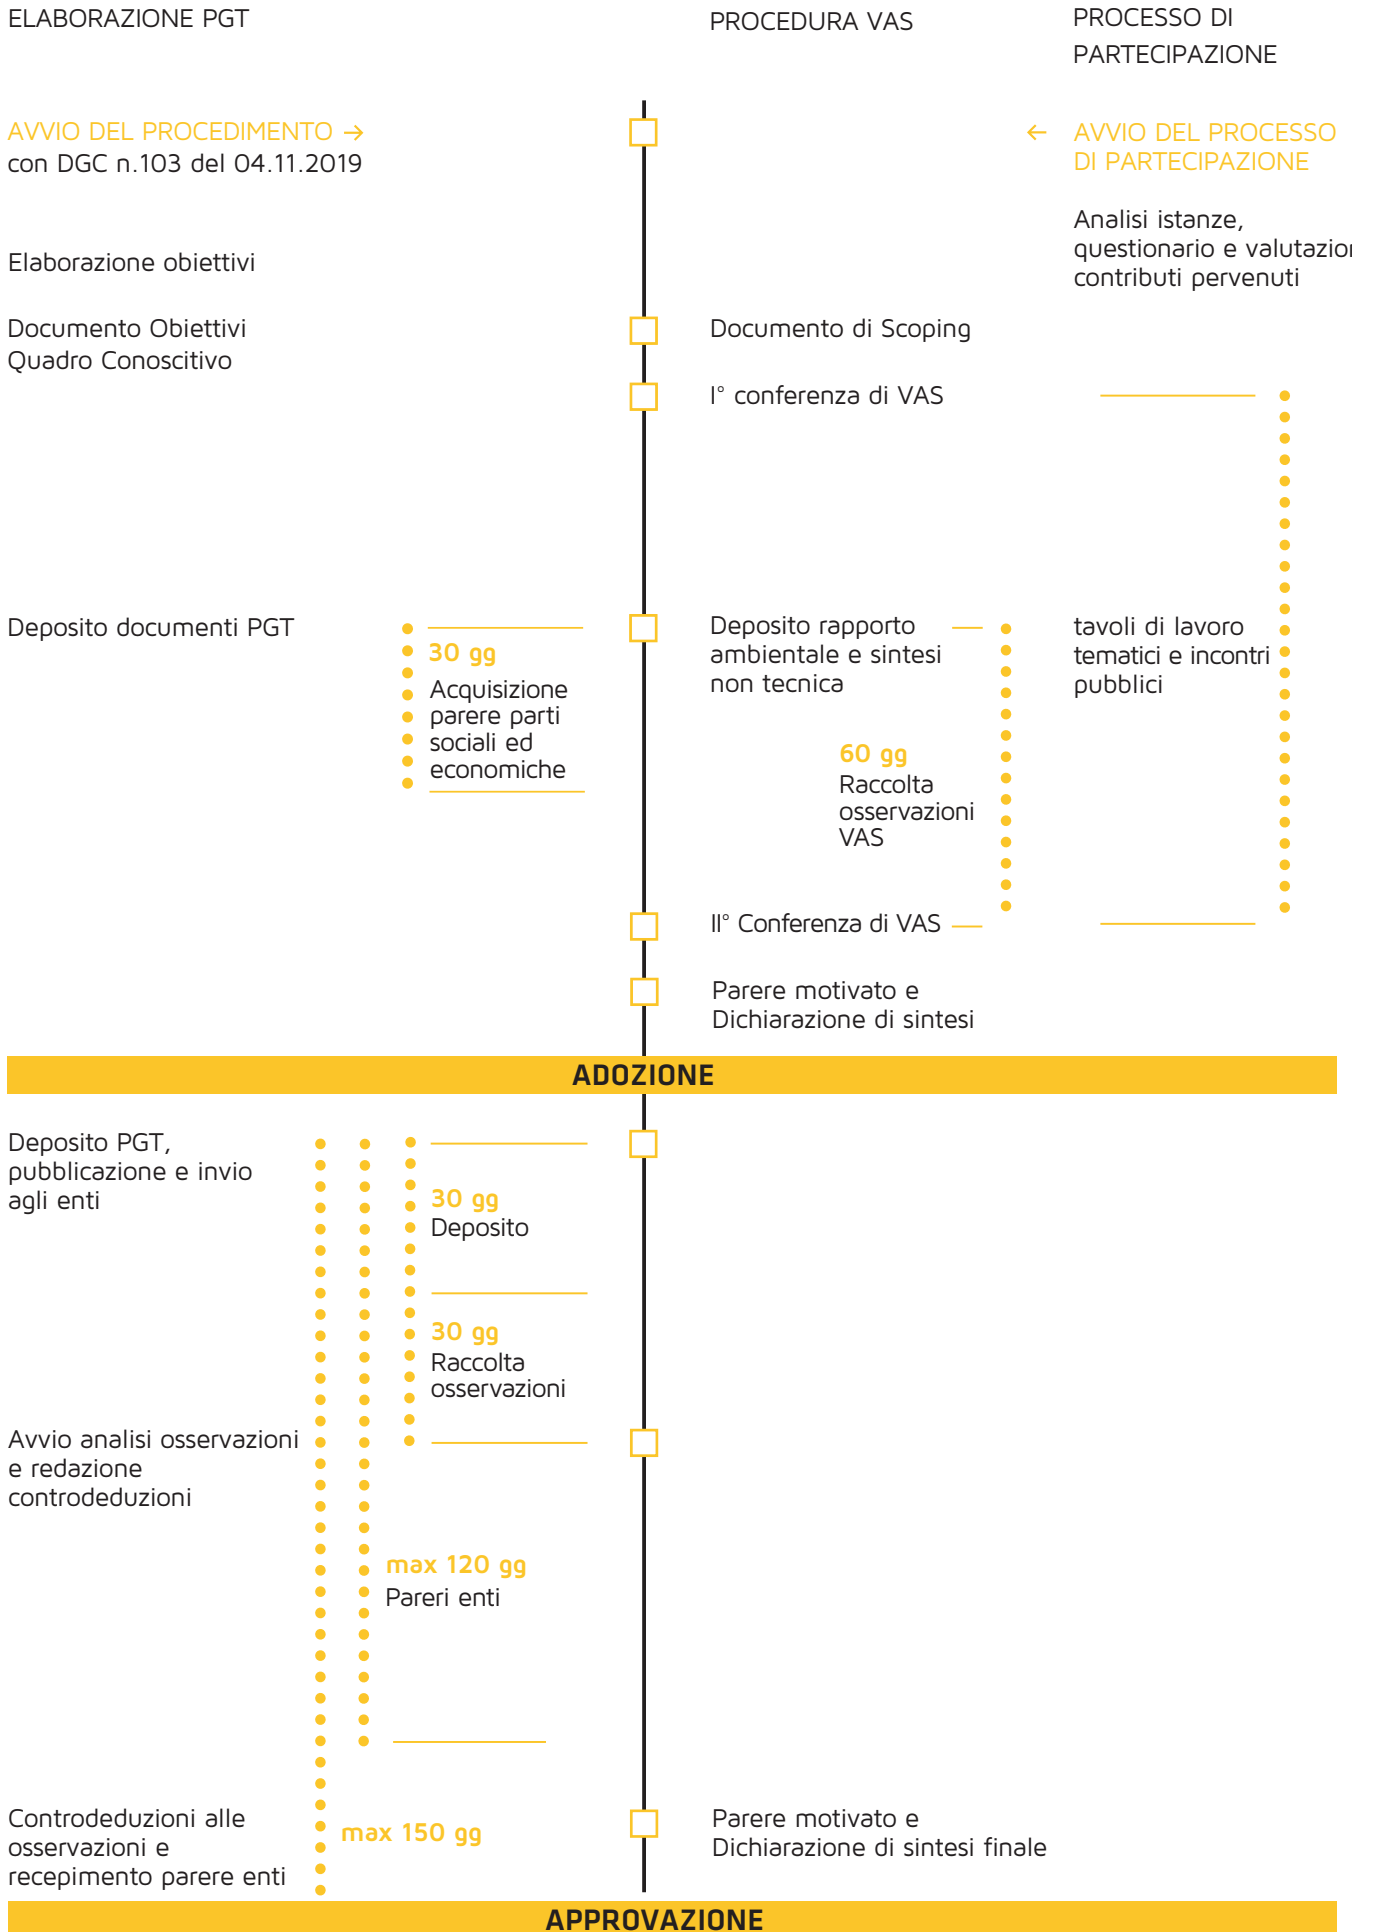 ELABORAZIONE PGT
PROCEDURA VAS
PROCESSO DI
PARTECIPAZIONE
AVVIO DEL PROCEDIMENTO →
con DGC n.103 del 04.11.2019
← AVVIO DEL PROCESSO
DI PARTECIPAZIONE
Analisi istanze,
questionario e valutazion
contributi pervenuti
Elaborazione obiettivi
Documento Obiettivi
Quadro Conoscitivo
Documento di Scoping
I° conferenza di VAS
Deposito documenti PGT
30 gg
Acquisizione
parere parti
sociali ed
economiche
Deposito rapporto
ambientale e sintesi
non tecnica
60 gg
Raccolta
osservazioni
VAS
tavoli di lavoro
tematici e incontri
pubblici
II° Conferenza di VAS
Parere motivato e
Dichiarazione di sintesi
ADOZIONE
Deposito PGT,
pubblicazione e invio
agli enti
30 gg
Deposito
30 gg
Raccolta
osservazioni
Avvio analisi osservazioni
e redazione
controdeduzioni
max 120 gg
Pareri enti
Controdeduzioni alle
osservazioni e
recepimento parere enti
max 150 gg
Parere motivato e
Dichiarazione di sintesi finale
APPROVAZIONE